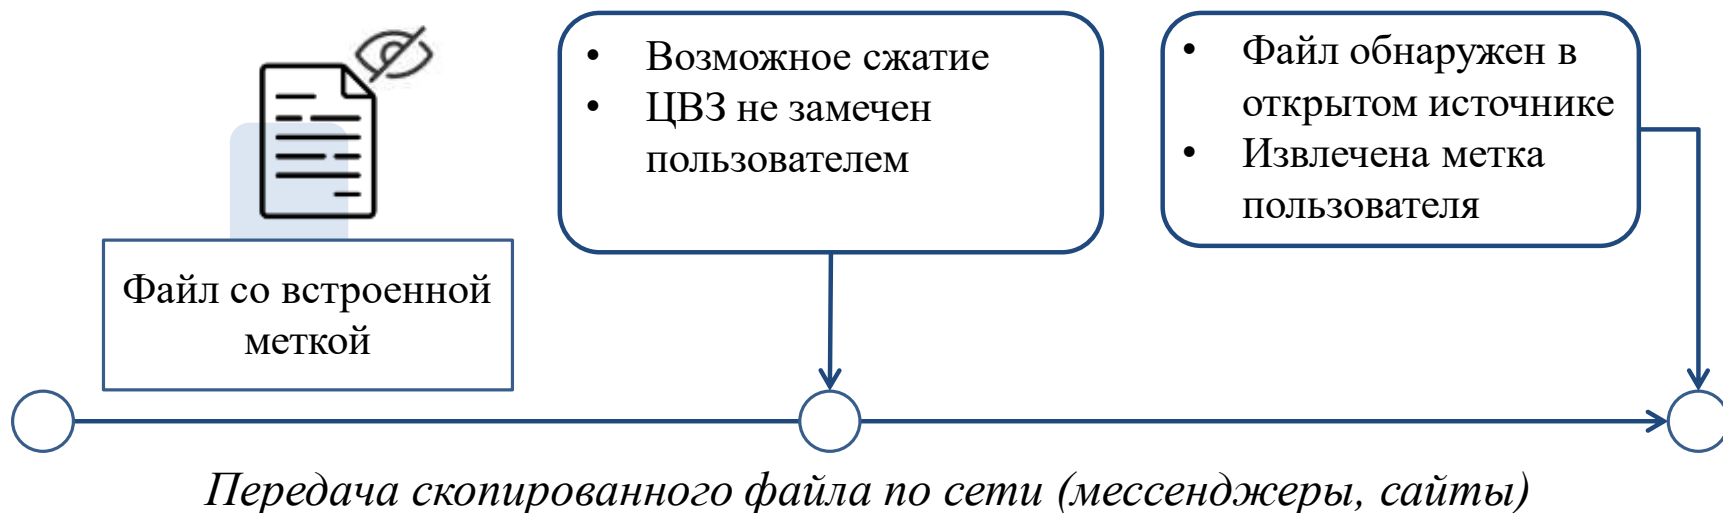 Файл со встроенной
меткой
• Возможное сжатие
• ЦВЗ не замечен
пользователем
• Файл обнаружен в
открытом источнике
• Извлечена метка
пользователя
Передача скопированного файла по сети (мессенджеры, сайты)